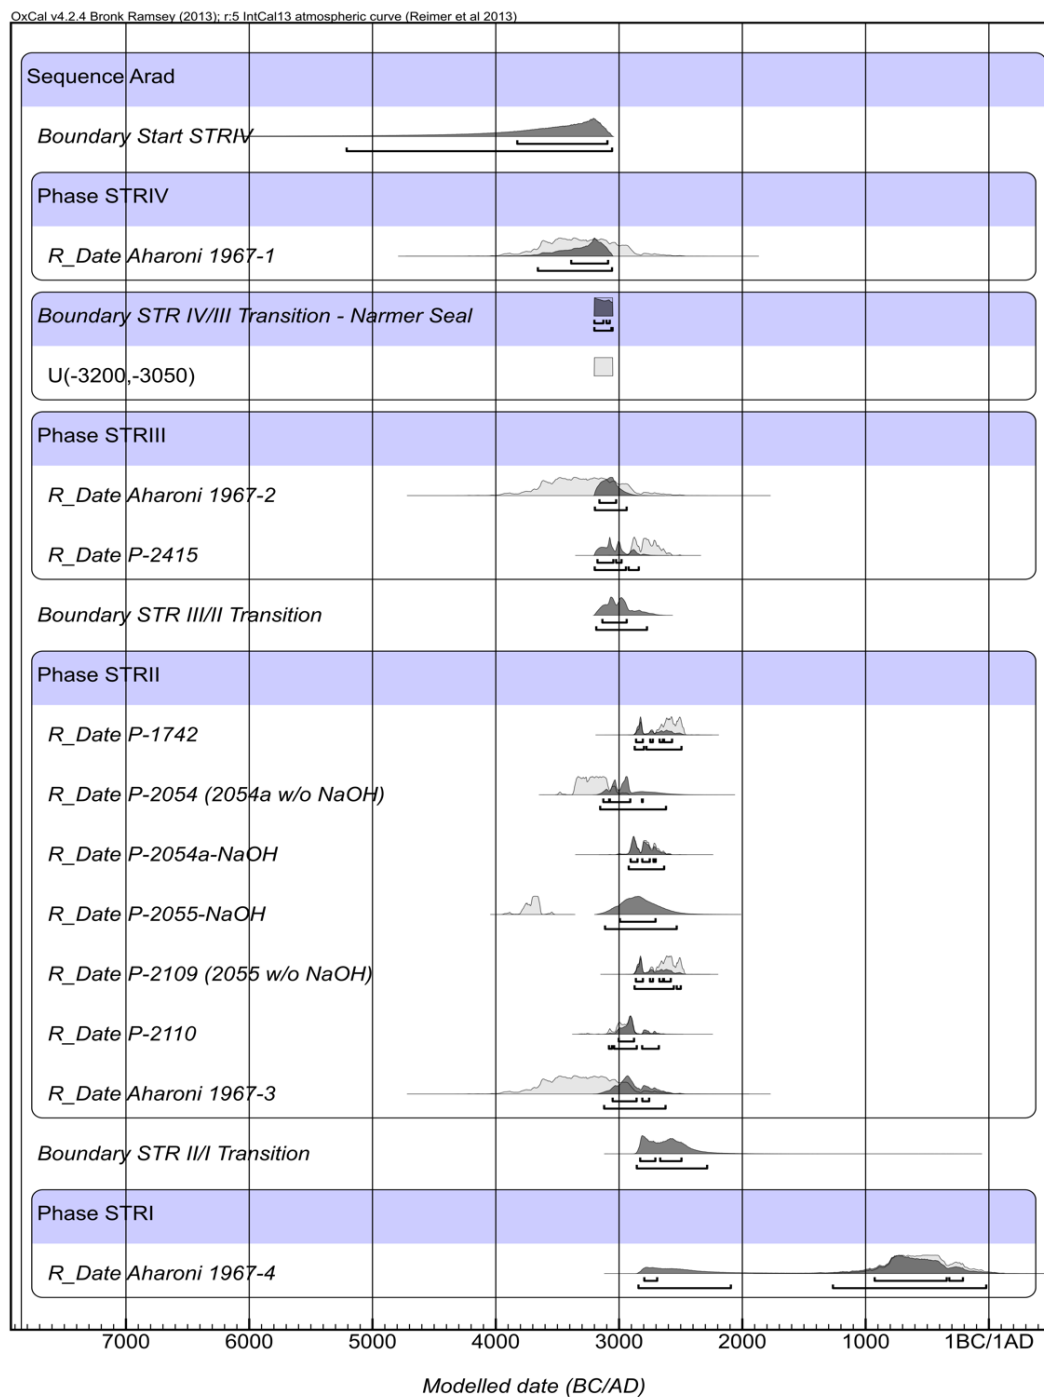 OxCal v4.2.4 Bronk Ramsey (2013); r:5 IntCal13 atmospheric curve (Reimer et al 2013)
Sequence Arad
Boundary Start STRIV
Phase STRIV
R_Date Aharoni 1967-1
Boundary STR IV/III Transition - Narmer Seal
U(-3200,-3050)
Phase STRIII
R_Date Aharoni 1967-2
R_Date P-2415
Boundary STR III/II Transition
Phase STRII
R_Date P-1742
R_Date P-2054 (2054a w/o NaOH)
R_Date P-2054a-NaOH
R_Date P-2055-NaOH
R_Date P-2109 (2055 w/o NaOH)
R_Date P-2110
R_Date Aharoni 1967-3
Boundary STR II/I Transition
Phase STRI
R_Date Aharoni 1967-4
7000 6000 5000 4000 3000 2000 1000 1BC/1AD
Modelled date (BC/AD)